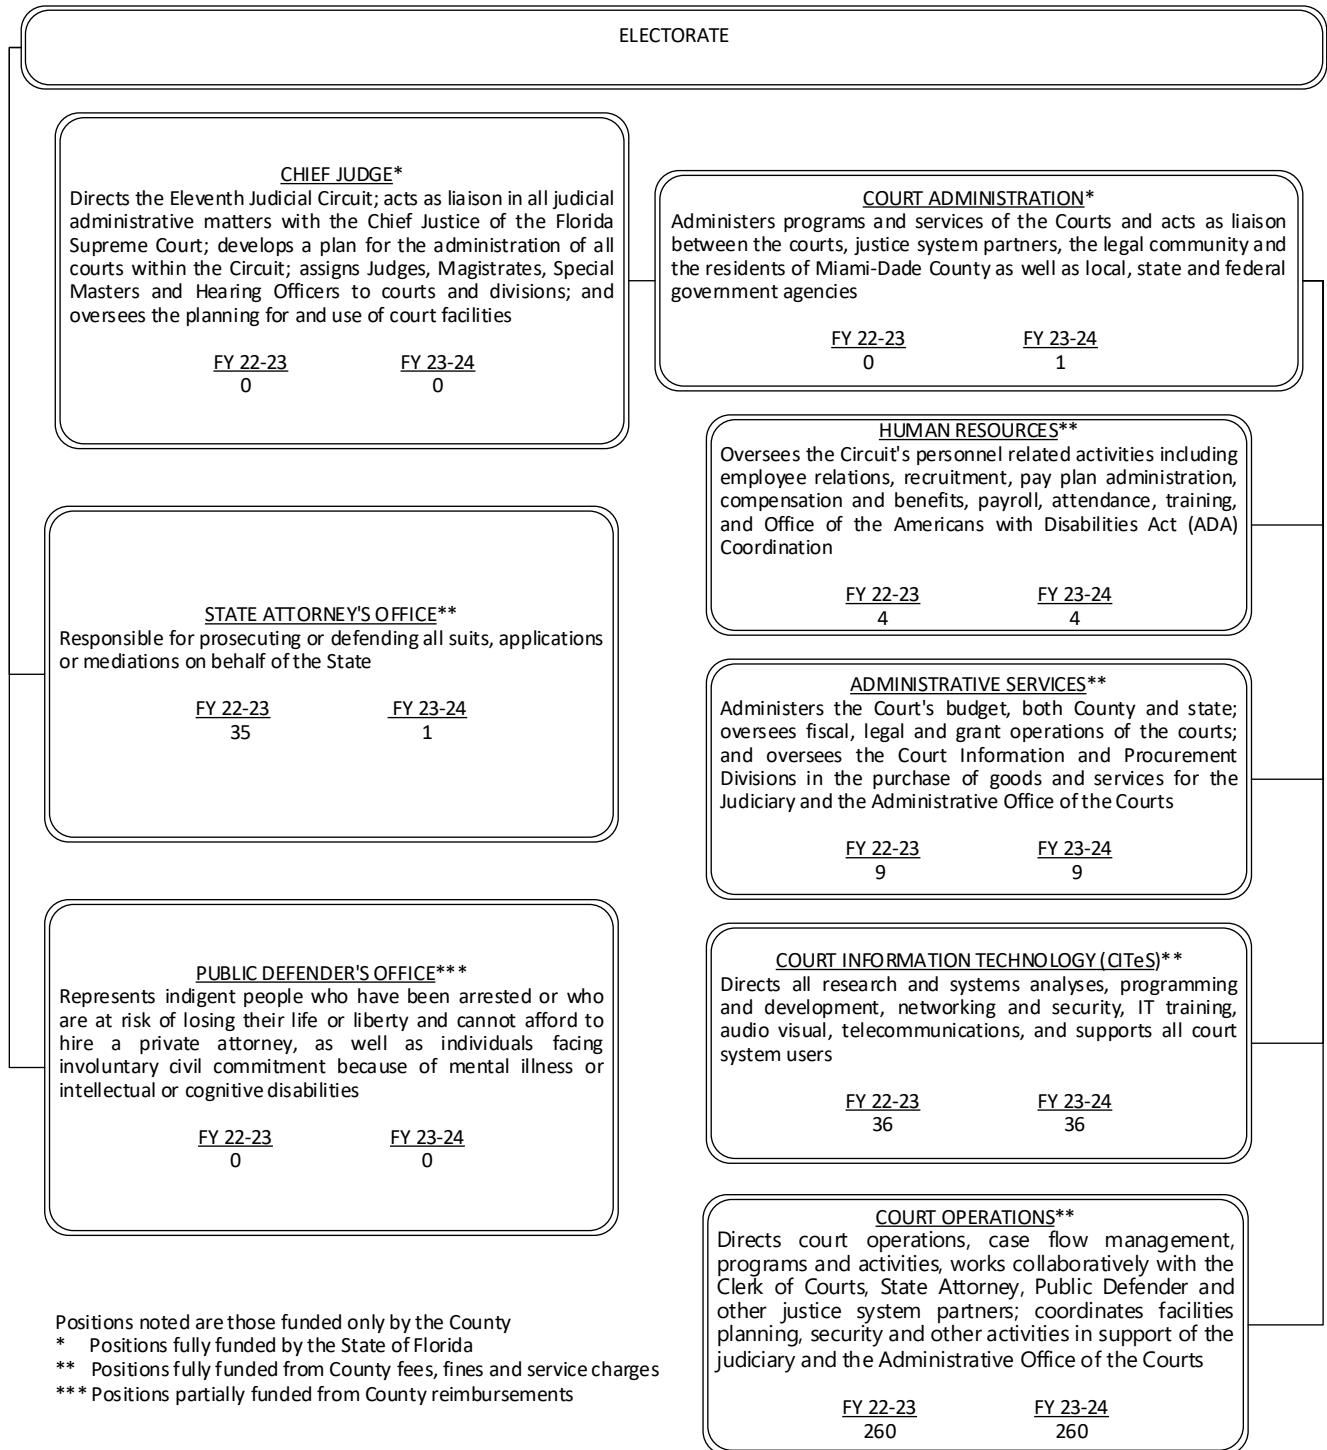 ELECTORATE
CHIEF JUDGE*
Directs the Eleventh Judicial Circuit; acts as liaison in all judicial
administrative matters with the Chief Justice of the Florida
Supreme Court; develops a plan for the administration of all
courts within the Circuit; assigns Judges, Magistrates, Special
Masters and Hearing Officers to courts and divisions; and
oversees the planning for and use of court facilities
FY 22-23 FY 23-24
0 0
COURT ADMINISTRATION*
Administers programs and services of the Courts and acts as liaison
between the courts, justice system partners, the legal community and
the residents of Miami-Dade County as well as local, state and federal
government agencies
FY 22-23 FY 23-24
0 1
HUMAN RESOURCES**
Oversees the Circuit's personnel related activities including
employee relations, recruitment, pay plan administration,
compensation and benefits, payroll, attendance, training,
and Office of the Americans with Disabilities Act (ADA)
Coordination
FY 22-23 FY 23-24
4 4
STATE ATTORNEY'S OFFICE**
Responsible for prosecuting or defending all suits, applications
or mediations on behalf of the State
FY 22-23 FY 23-24
35 1
ADMINISTRATIVE SERVICES**
Administers the Court's budget, both County and state;
oversees fiscal, legal and grant operations of the courts;
and oversees the Court Information and Procurement
Divisions in the purchase of goods and services for the
Judiciary and the Administrative Office of the Courts
FY 22-23 FY 23-24
9 9
PUBLIC DEFENDER'S OFFICE***
Represents indigent people who have been arrested or who
are at risk of losing their life or liberty and cannot afford to
hire a private attorney, as well as individuals facing
involuntary civil commitment because of mental illness or
intellectual or cognitive disabilities
FY 22-23 FY 23-24
0 0
COURT INFORMATION TECHNOLOGY (CITeS)**
Directs all research and systems analyses, programming
and development, networking and security, IT training,
audio visual, telecommunications, and supports all court
system users
FY 22-23 FY 23-24
36 36
COURT OPERATIONS**
Directs court operations, case flow management,
programs and activities, works collaboratively with the
Clerk of Courts, State Attorney, Public Defender and
other justice system partners; coordinates facilities
planning, security and other activities in support of the
judiciary and the Administrative Office of the Courts
FY 22-23 FY 23-24
260 260
Positions noted are those funded only by the County
* Positions fully funded by the State of Florida
** Positions fully funded from County fees, fines and service charges
*** Positions partially funded from County reimbursements